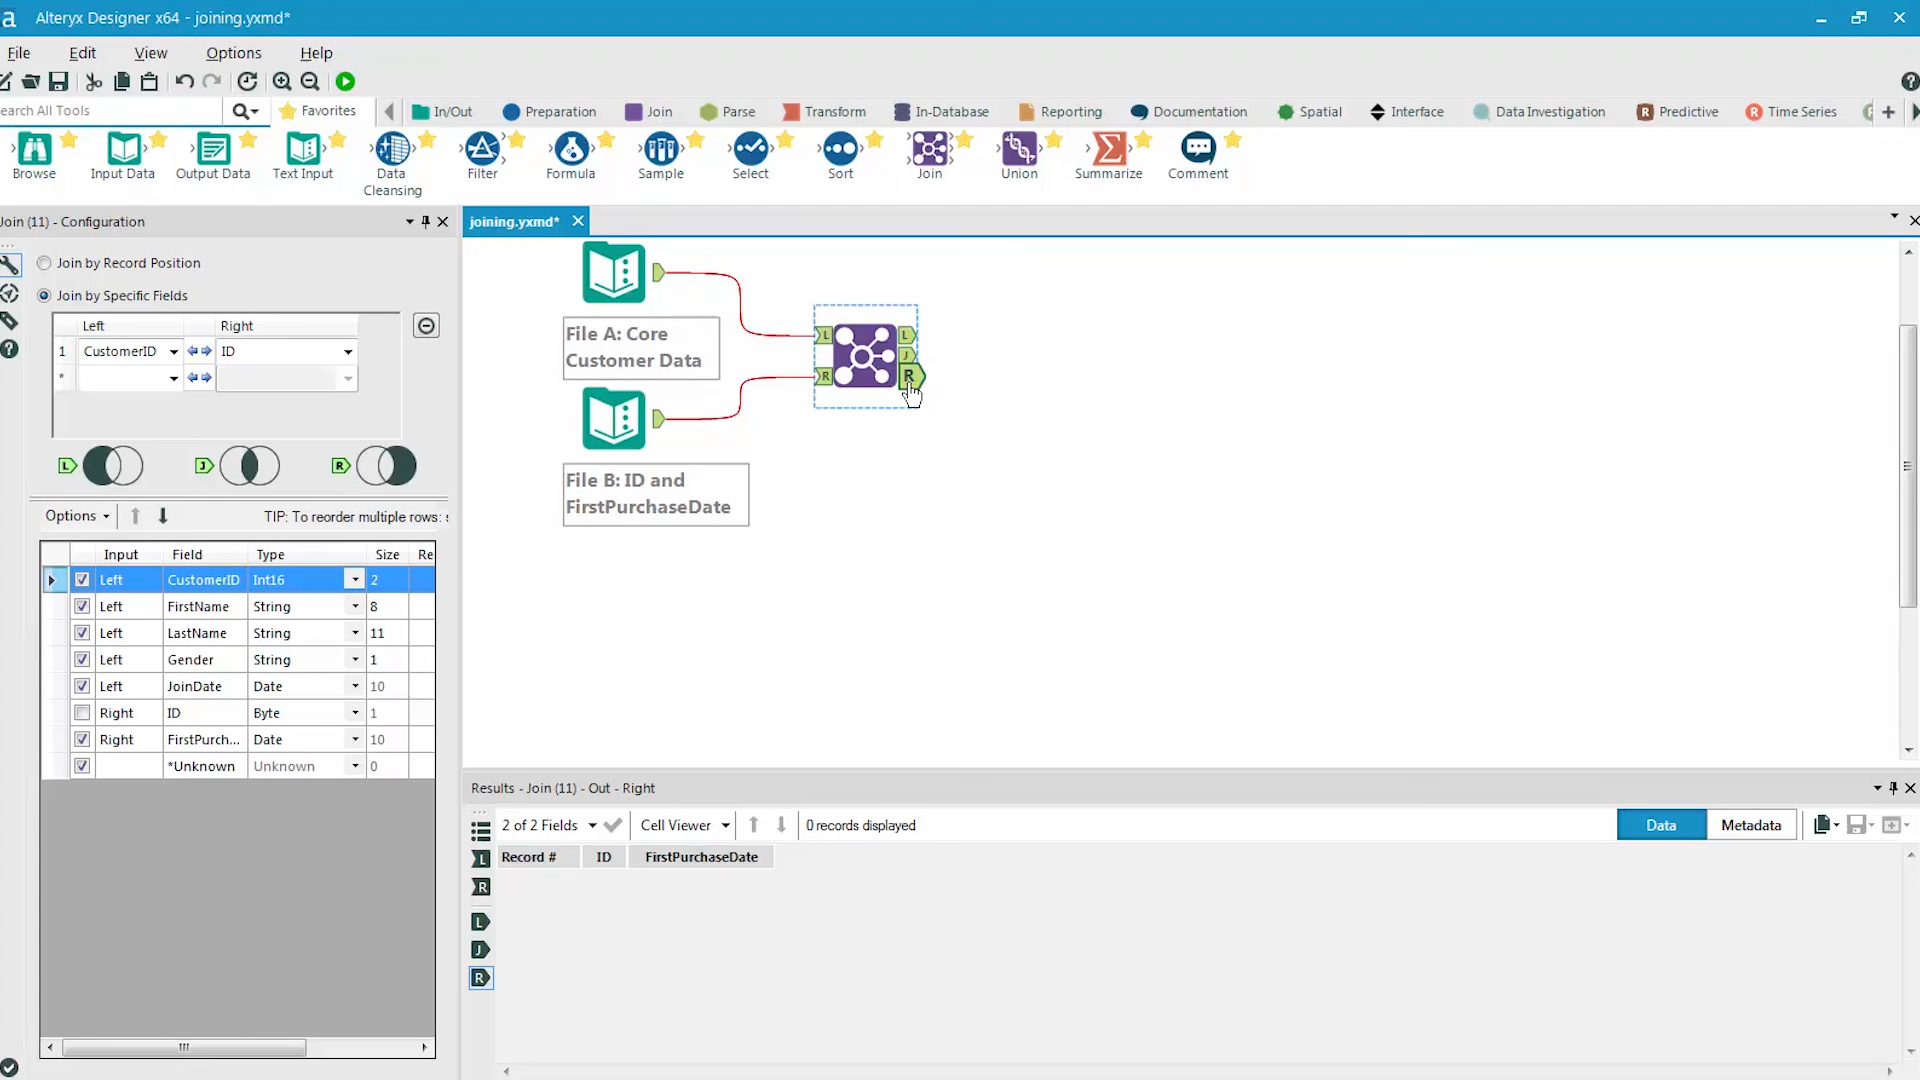 a Alteryx Designer x64 - joining.yxmd*
File Edit View Options Help
earch All Tools
Favorites In/Out Preparation Join Parse Transform In-Database Reporting Documentation Spatial Interface Data Investigation Predictive Time Series
Browse Input Data Output Data Text Input Data Cleansing Filter Formula Sample Select Sort Join Union Summarize Comment
Join (11) - Configuration
Join by Record Position
Join by Specific Fields
Left Right
1 CustomerID ID
*
L J R
Options TIP: To reorder multiple rows: s
Input Field Type Size Re
Left CustomerID Int16 2
Left FirstName String 8
Left LastName String 11
Left Gender String 1
Left JoinDate Date 10
Right ID Byte 1
Right FirstPurch... Date 10
*Unknown Unknown 0
joining.yxmd*
File A: Core
Customer Data
L L
J
R R
File B: ID and
FirstPurchaseDate
Results - Join (11) - Out - Right
2 of 2 Fields Cell Viewer 0 records displayed Data Metadata
Record # ID FirstPurchaseDate
L
R
L
J
R